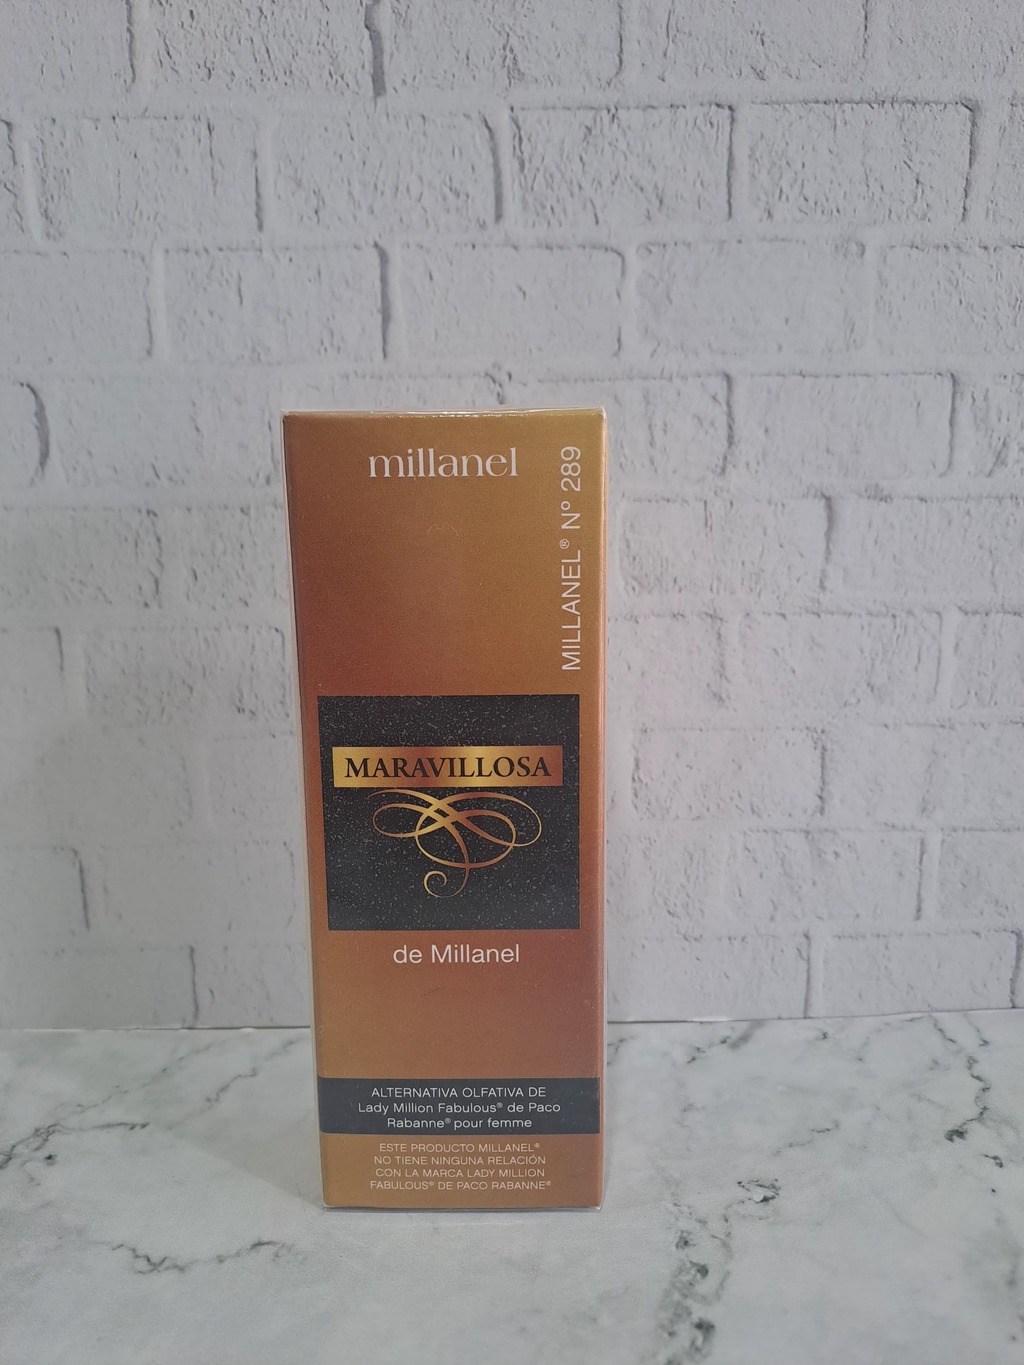 millanel
MILLANEL® Nº 289
MARAVILLOSA
de Millanel
ALTERNATIVA OLFATIVA DE
Lady Million Fabulous® de Paco
Rabanne® pour femme
ESTE PRODUCTO MILLANEL®
NO TIENE NINGUNA RELACIÓN
CON LA MARCA LADY MILLION
FABULOUS® DE PACO RABANNE®